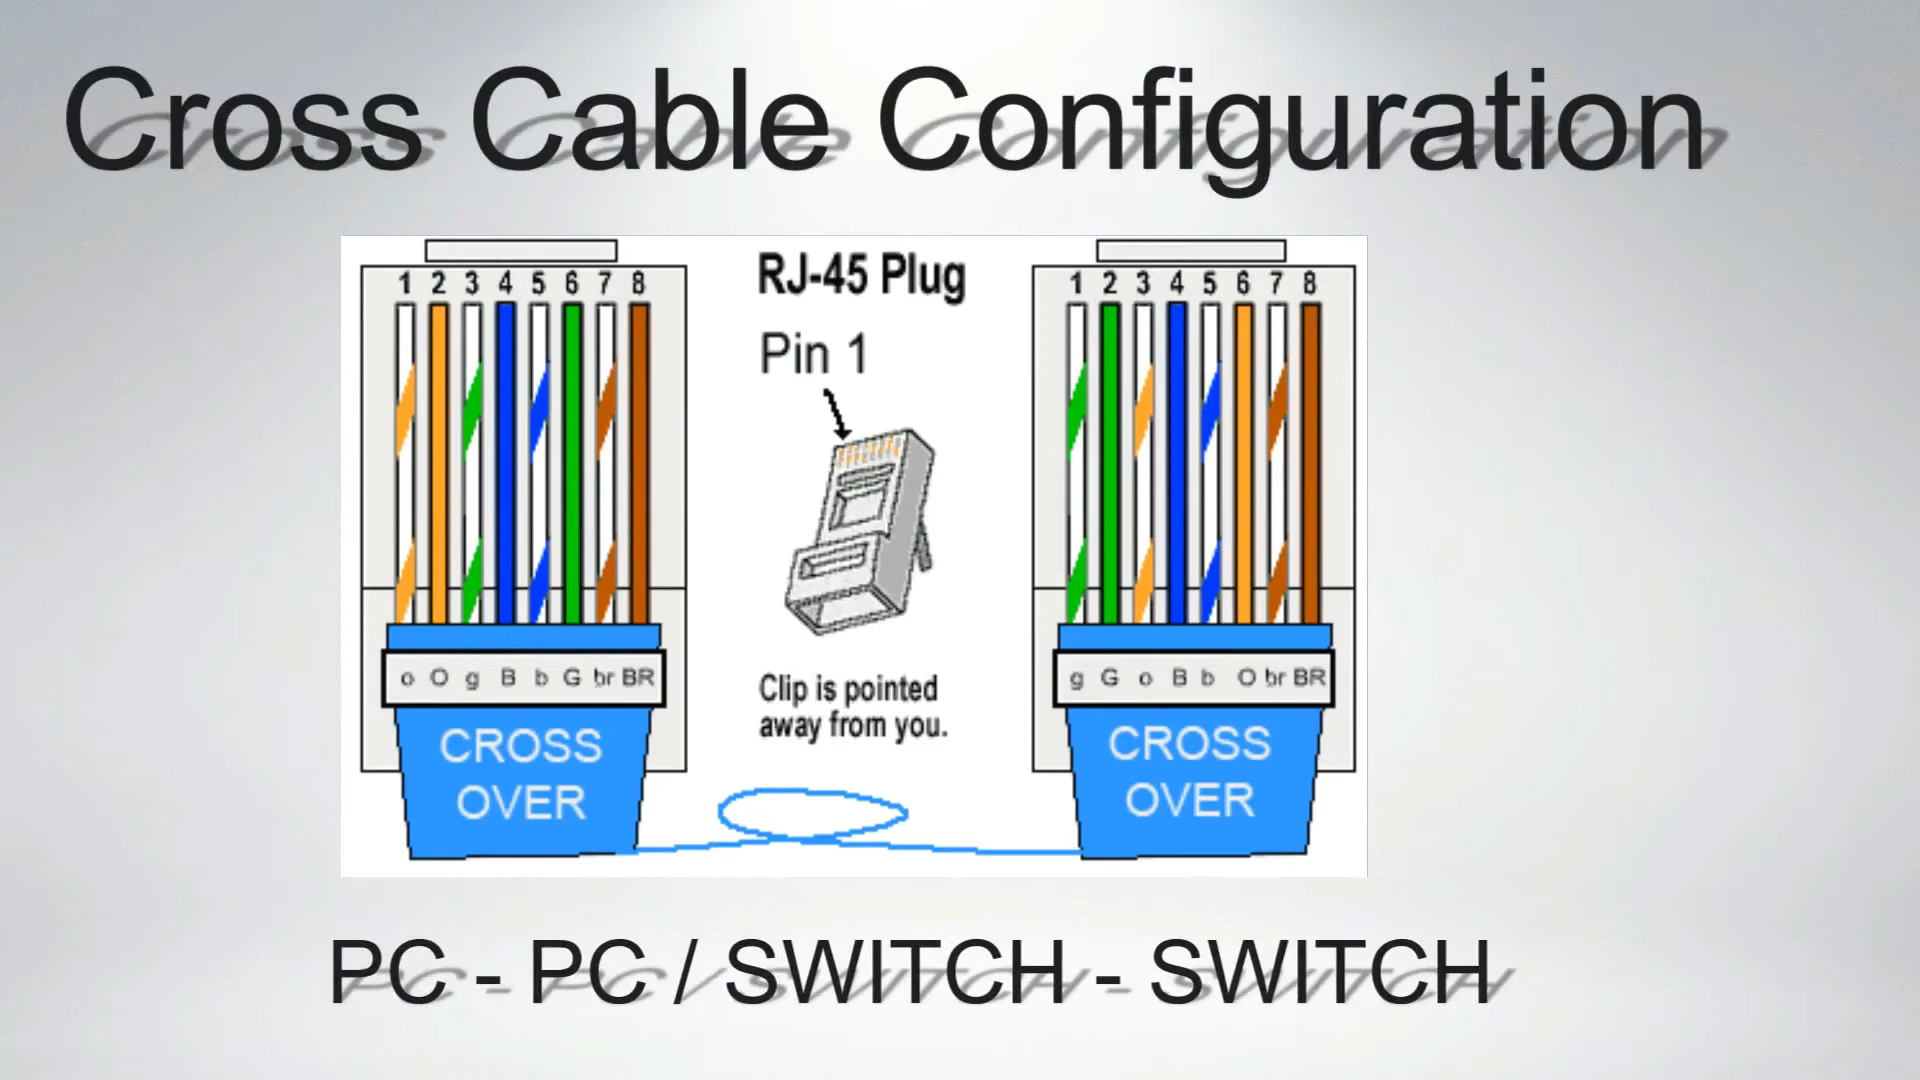 Cross Cable Configuration
1 2 3 4 5 6 7 8
RJ-45 Plug
Pin 1
Clip is pointed
away from you.
o O g B b G br BR
CROSS
OVER
1 2 3 4 5 6 7 8
g G o B b O br BR
CROSS
OVER
PC - PC / SWITCH - SWITCH